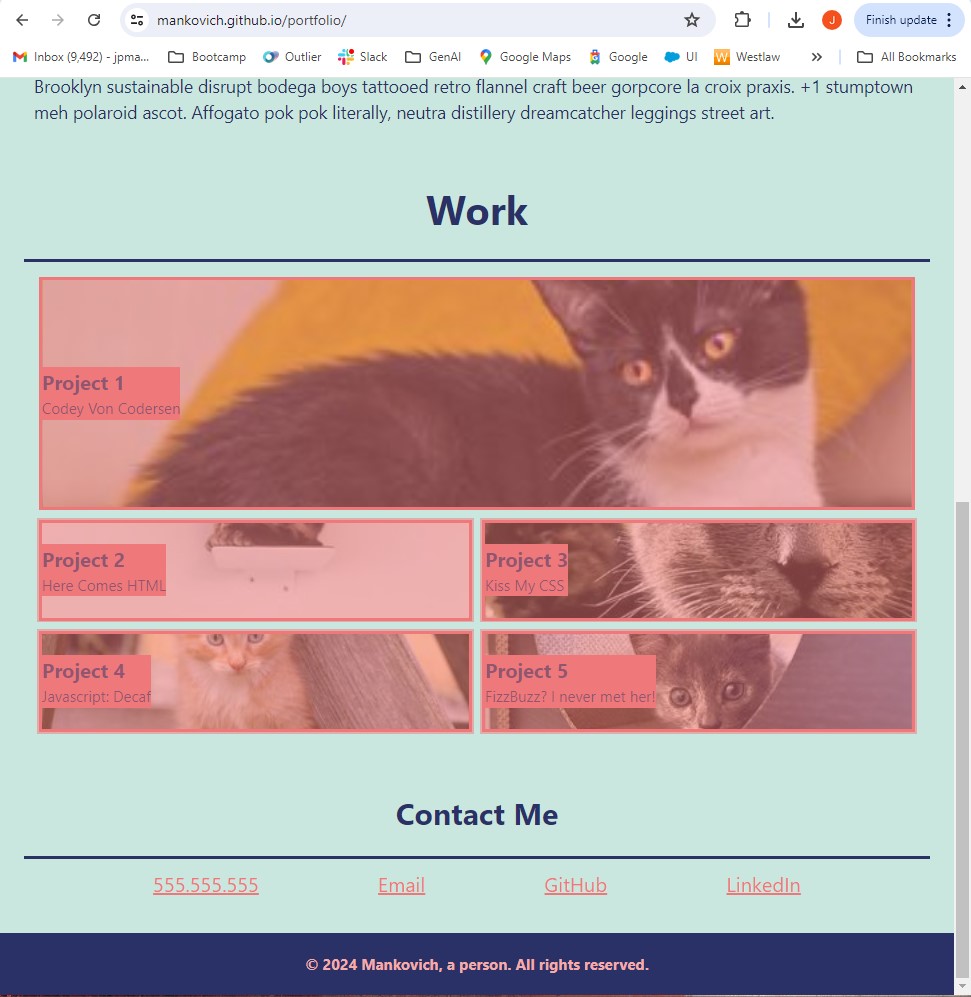 mankovich.github.io/portfolio/
J
Finish update
Inbox (9,492) - jpma...
Bootcamp
Outlier
Slack
GenAI
Google Maps
Google
UI
W
Westlaw
»
All Bookmarks
Brooklyn sustainable disrupt bodega boys tattooed retro flannel craft beer gorpcore la croix praxis. +1 stumptown
meh polaroid ascot. Affogato pok pok literally, neutra distillery dreamcatcher leggings street art.
Work
Project 1
Codey Von Codersen
Project 2
Here Comes HTML
Project 3
Kiss My CSS
Project 4
Javascript: Decaf
Project 5
FizzBuzz? I never met her!
Contact Me
555.555.555
Email
GitHub
LinkedIn
© 2024 Mankovich, a person. All rights reserved.